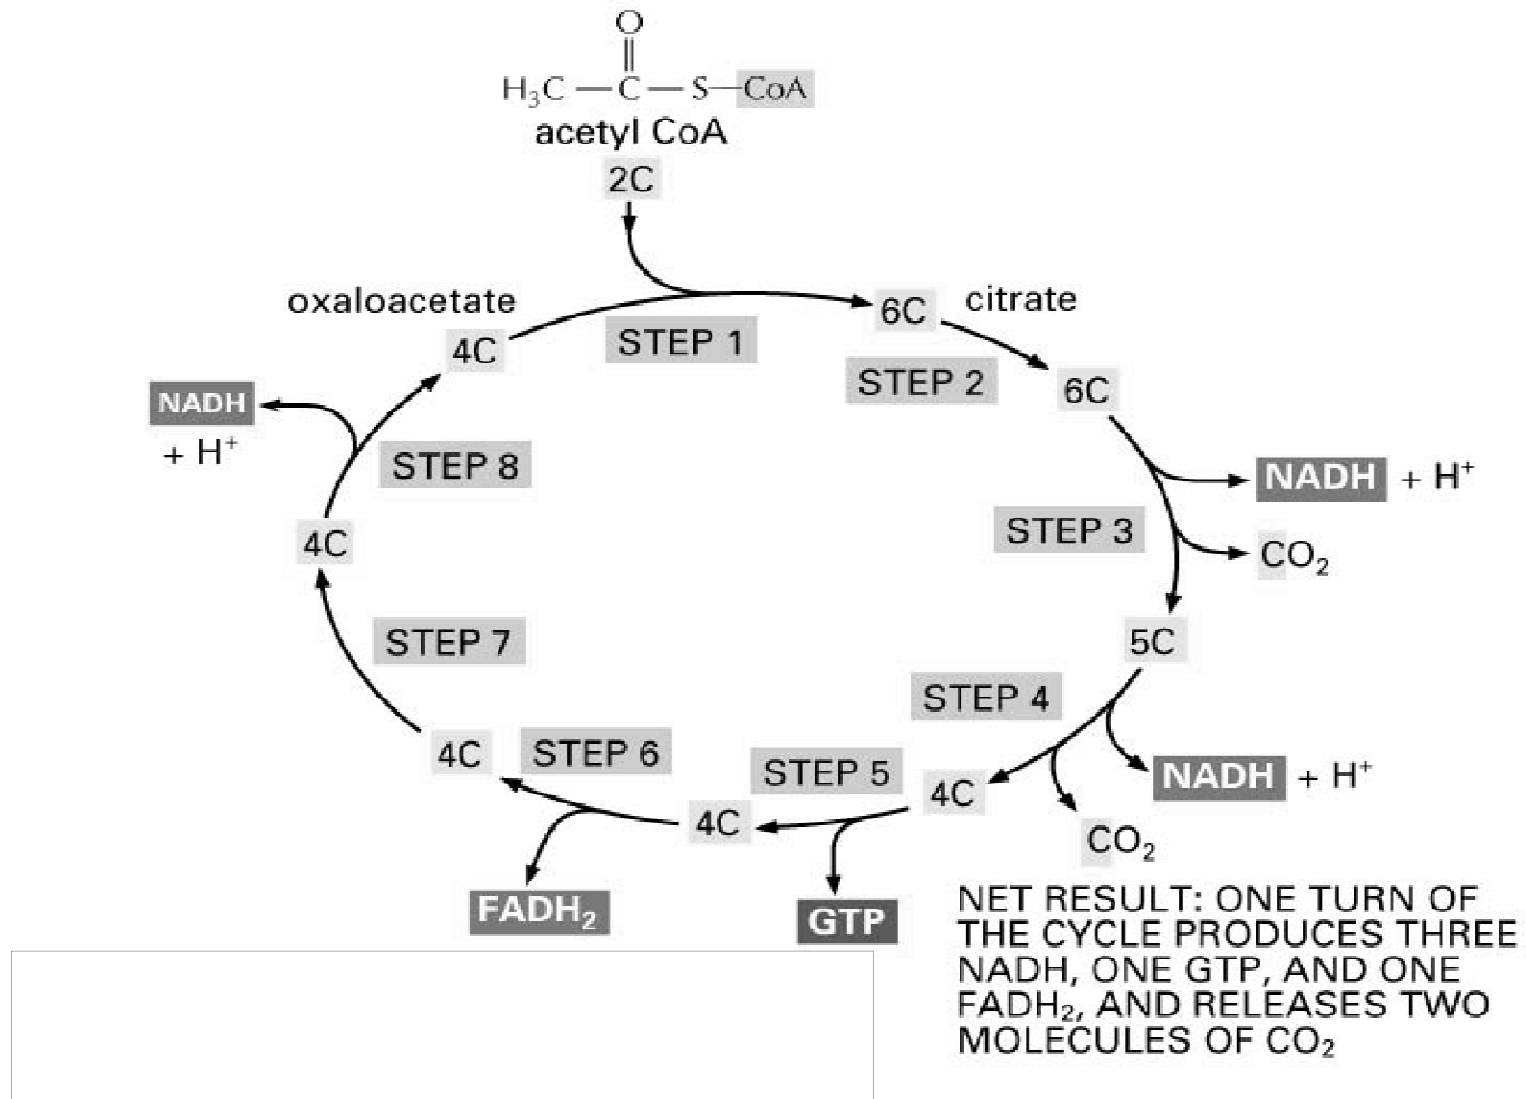 O
H₃C — C — S — CoA
acetyl CoA
2C
oxaloacetate
4C
STEP 1
6C
citrate
STEP 2
6C
NADH + H⁺
STEP 3
CO₂
5C
STEP 4
NADH + H⁺
CO₂
4C
STEP 5
GTP
4C
STEP 6
FADH₂
4C
STEP 7
4C
STEP 8
NADH
+ H⁺
NET RESULT: ONE TURN OF
THE CYCLE PRODUCES THREE
NADH, ONE GTP, AND ONE
FADH₂, AND RELEASES TWO
MOLECULES OF CO₂